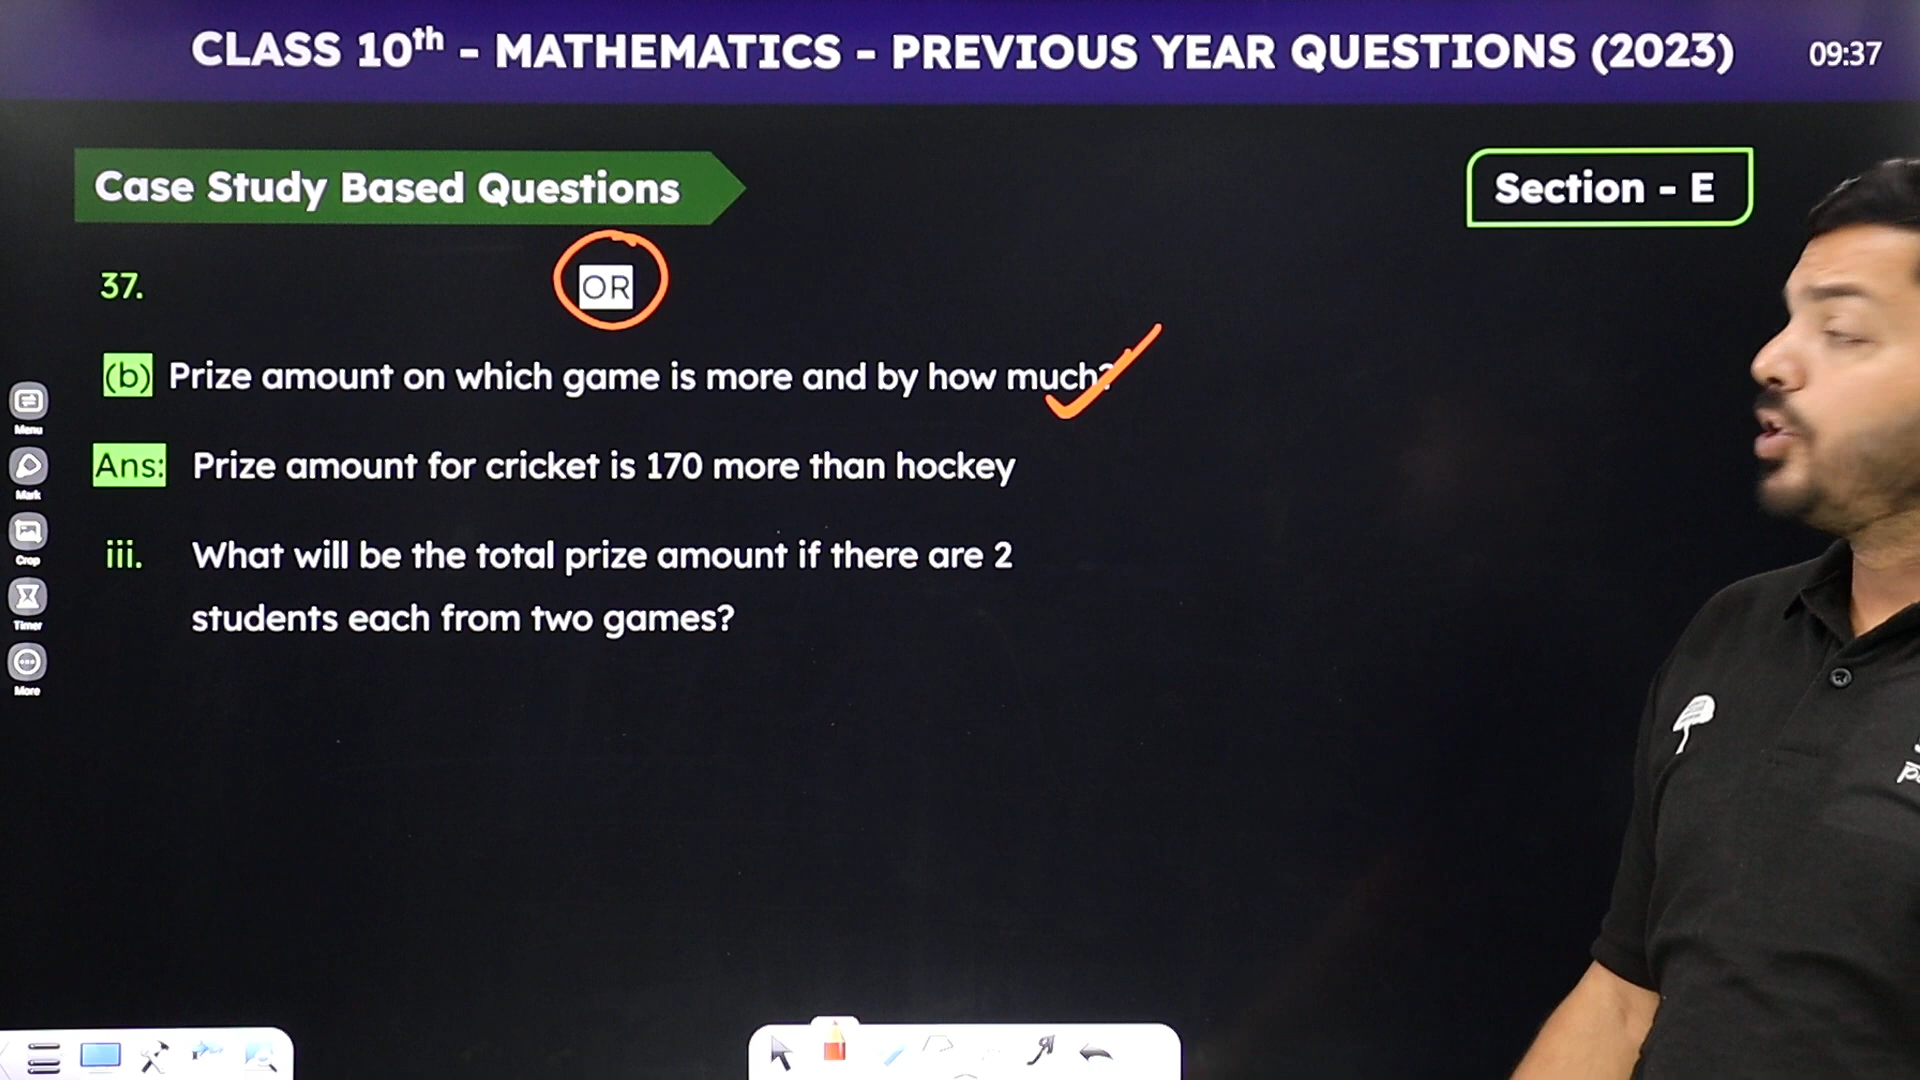 CLASS 10th - MATHEMATICS - PREVIOUS YEAR QUESTIONS (2023)
09:37
Case Study Based Questions
Section - E
37.
OR
(b) Prize amount on which game is more and by how much?
Ans: Prize amount for cricket is 170 more than hockey
iii. What will be the total prize amount if there are 2
students each from two games?
Menu
Mark
Crop
Timer
More